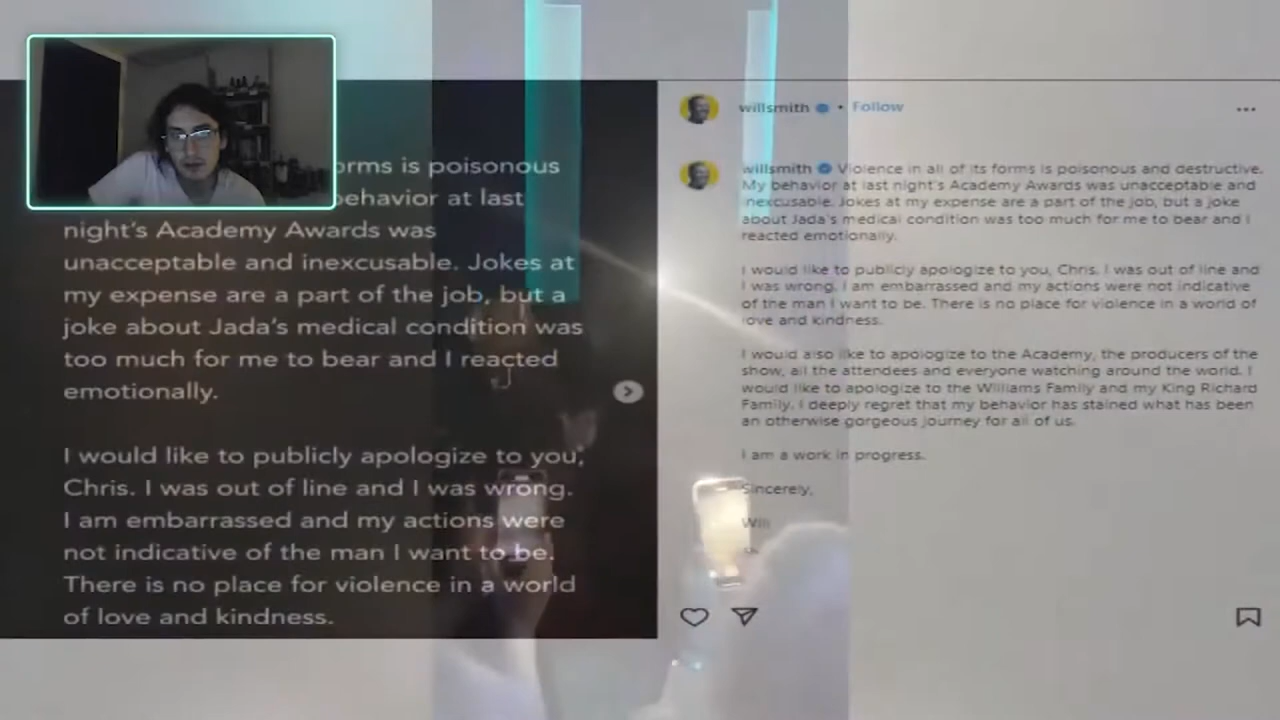 orms is poisonous
behavior at last
night's Academy Awards was
unacceptable and inexcusable. Jokes at
my expense are a part of the job, but a
joke about Jada's medical condition was
too much for me to bear and I reacted
emotionally.
I would like to publicly apologize to you,
Chris. I was out of line and I was wrong.
I am embarrassed and my actions were
not indicative of the man I want to be.
There is no place for violence in a world
of love and kindness.
willsmith • Follow
willsmith Violence in all of its forms is poisonous and destructive.
My behavior at last night's Academy Awards was unacceptable and
inexcusable. Jokes at my expense are a part of the job, but a joke
about Jada's medical condition was too much for me to bear and I
reacted emotionally.
I would like to publicly apologize to you, Chris. I was out of line and
I was wrong. I am embarrassed and my actions were not indicative
of the man I want to be. There is no place for violence in a world of
love and kindness.
I would also like to apologize to the Academy, the producers of the
show, all the attendees and everyone watching around the world. I
would like to apologize to the Williams Family and my King Richard
Family. I deeply regret that my behavior has stained what has been
an otherwise gorgeous journey for all of us.
I am a work in progress.
Sincerely,
Will